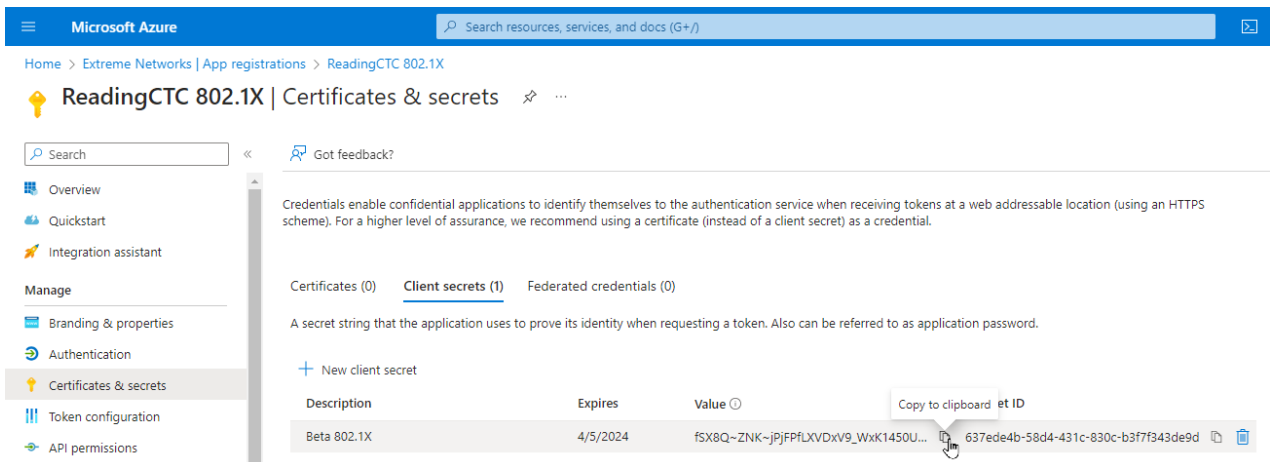 Microsoft Azure
Search resources, services, and docs (G+/)
Home > Extreme Networks | App registrations > ReadingCTC 802.1X
ReadingCTC 802.1X | Certificates & secrets
Search
Got feedback?
Overview
Quickstart
Integration assistant
Manage
Branding & properties
Authentication
Certificates & secrets
Token configuration
API permissions
Credentials enable confidential applications to identify themselves to the authentication service when receiving tokens at a web addressable location (using an HTTPS
scheme). For a higher level of assurance, we recommend using a certificate (instead of a client secret) as a credential.
Certificates (0) Client secrets (1) Federated credentials (0)
A secret string that the application uses to prove its identity when requesting a token. Also can be referred to as application password.
New client secret
Copy to clipboard
Description Expires Value et ID
Beta 802.1X 4/5/2024 fSX8Q~ZNK~jPjFPfLXVDxV9_WxK1450U... 637ede4b-58d4-431c-830c-b3f7f343de9d